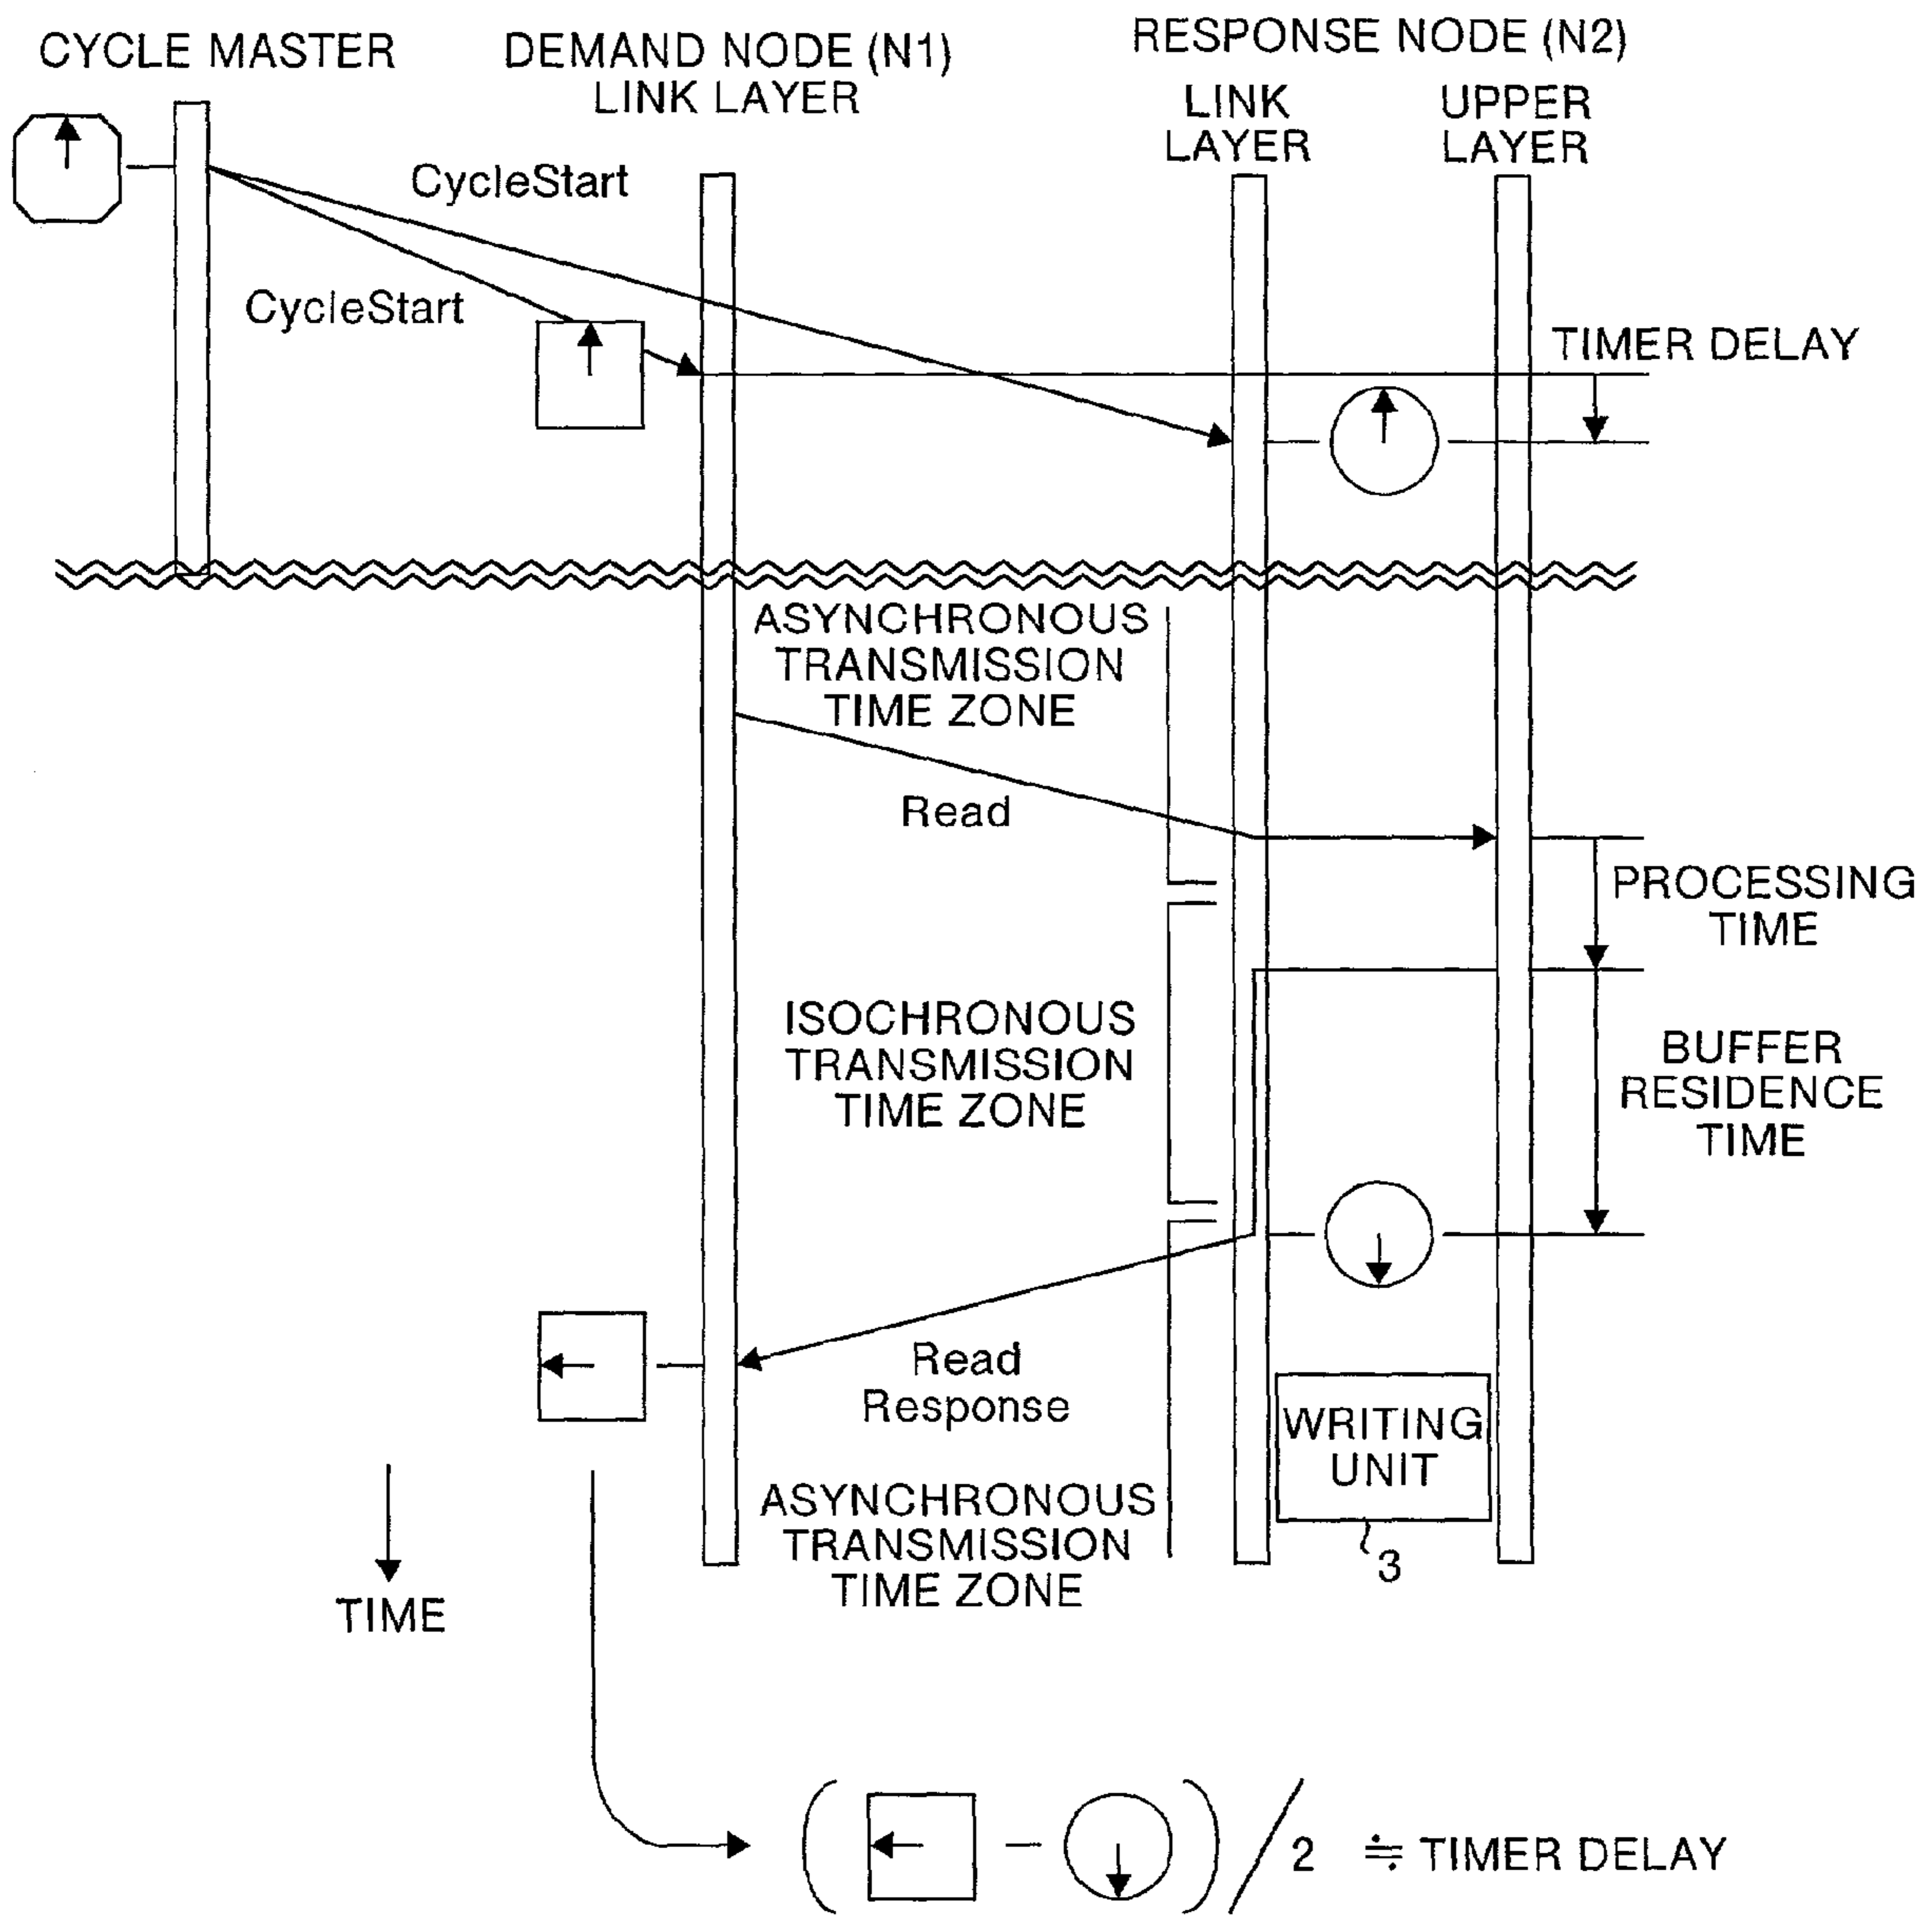 CYCLE MASTER
DEMAND NODE (N1)
LINK LAYER
RESPONSE NODE (N2)
LINK
LAYER
UPPER
LAYER
CycleStart
CycleStart
TIMER DELAY
ASYNCHRONOUS
TRANSMISSION
TIME ZONE
Read
PROCESSING
TIME
ISOCHRONOUS
TRANSMISSION
TIME ZONE
BUFFER
RESIDENCE
TIME
Read
Response
WRITING
UNIT
3
ASYNCHRONOUS
TRANSMISSION
TIME ZONE
TIME
( − ) / 2 ≒ TIMER DELAY